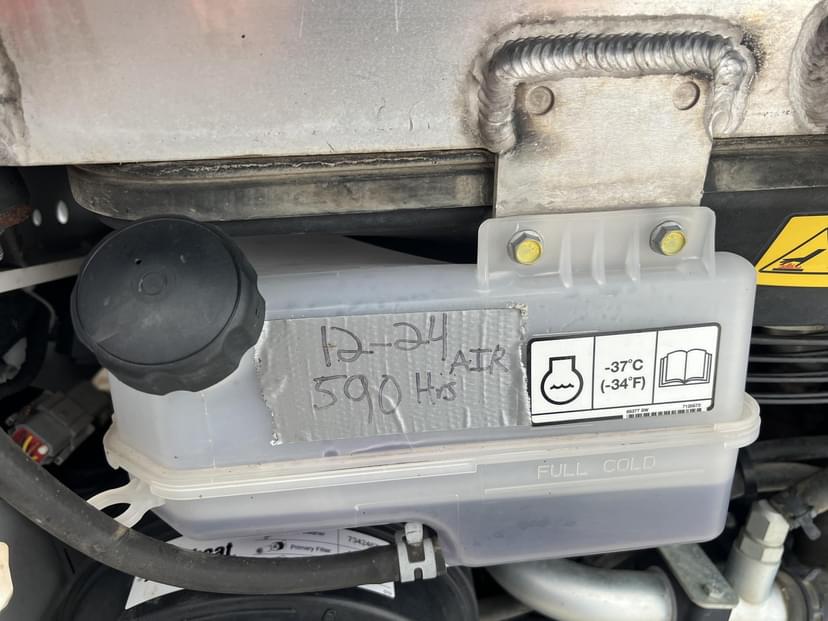 12-24
AIR
590 Hrs
-37°C
(-34°F)
FULL COLD
Primary Filter